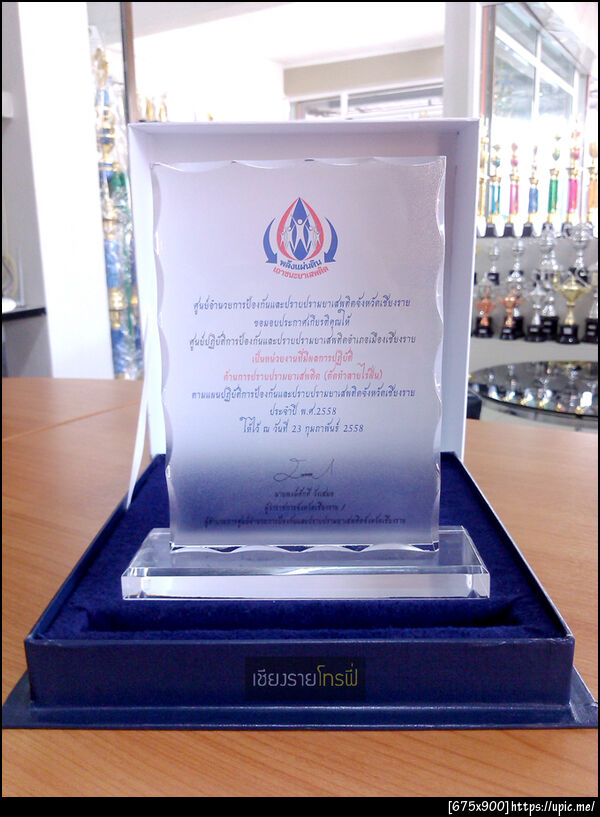 พลังแผ่นดิน
เอาชนะยาเสพติด
ศูนย์อำนวยการป้องกันและปราบปรามยาเสพติดจังหวัดเชียงราย
ขอมอบประกาศเกียรติคุณให้
ศูนย์ปฏิบัติการป้องกันและปราบปรามยาเสพติดอำเภอเมืองเชียงราย
เป็นหน่วยงานที่มีผลการปฏิบัติ
ด้านการปราบปรามยาเสพติด (ตัดทำลายไร่ฝิ่น)
ตามแผนปฏิบัติการป้องกันและปราบปรามยาเสพติดจังหวัดเชียงราย
ประจำปี พ.ศ.2558
ให้ไว้ ณ วันที่ 23 กุมภาพันธ์ 2558
นายพงษ์ศักดิ์ วังเสมอ
ผู้ว่าราชการจังหวัดเชียงราย /
ผู้อำนวยการศูนย์อำนวยการป้องกันและปราบปรามยาเสพติดจังหวัดเชียงราย
เชียงรายโทรฟี่
[675x900]https://upic.me/